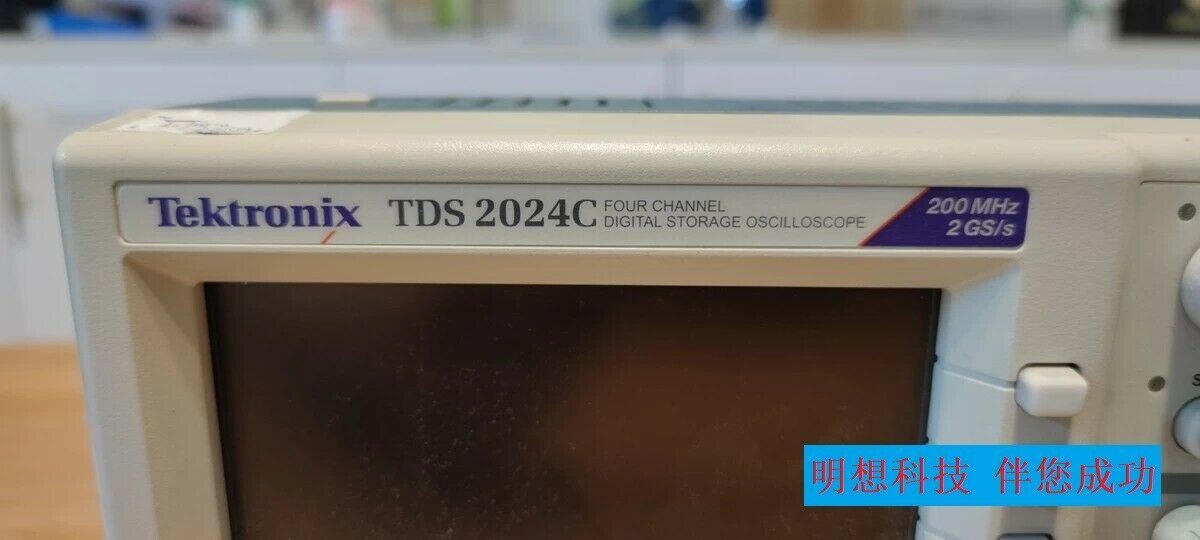 Tektronix TDS 2024C FOUR CHANNEL
DIGITAL STORAGE OSCILLOSCOPE
200 MHz
2 GS/s
明想科技 伴您成功